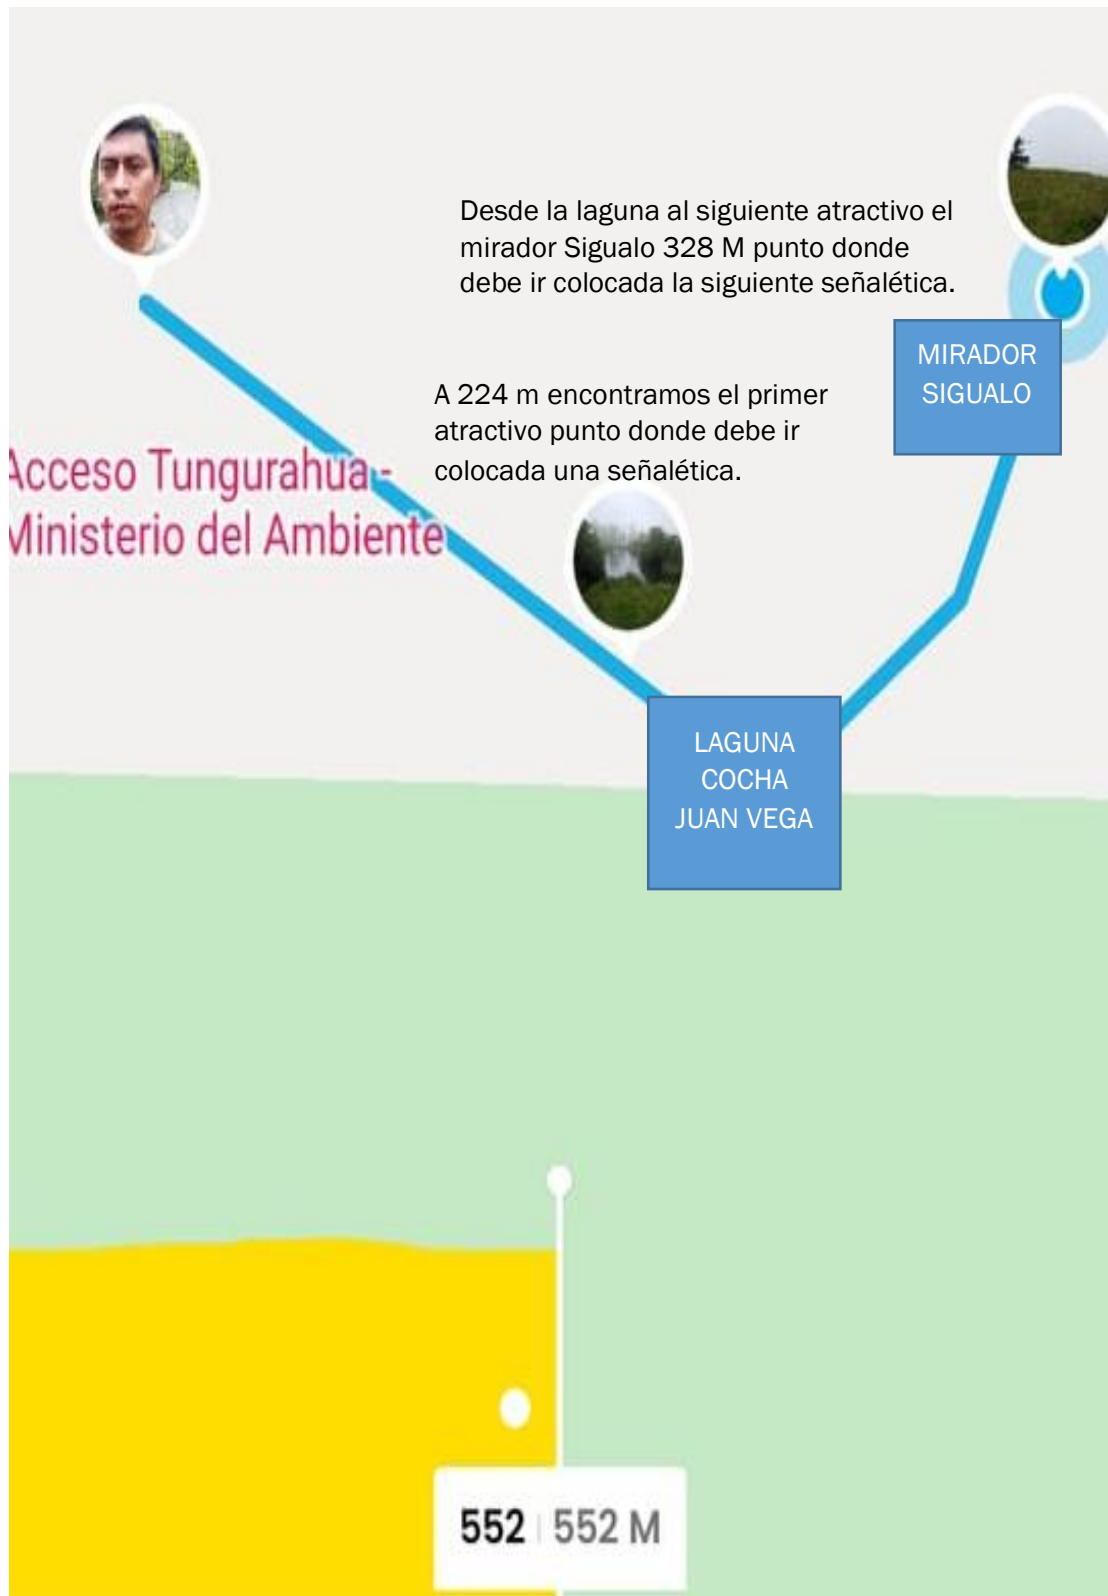 Desde la laguna al siguiente atractivo el
mirador Sigualo 328 M punto donde
debe ir colocada la siguiente señalética.
MIRADOR
SIGUALO
A 224 m encontramos el primer
atractivo punto donde debe ir
colocada una señalética.
Acceso Tungurahua -
Ministerio del Ambiente
LAGUNA
COCHA
JUAN VEGA
552 | 552 M